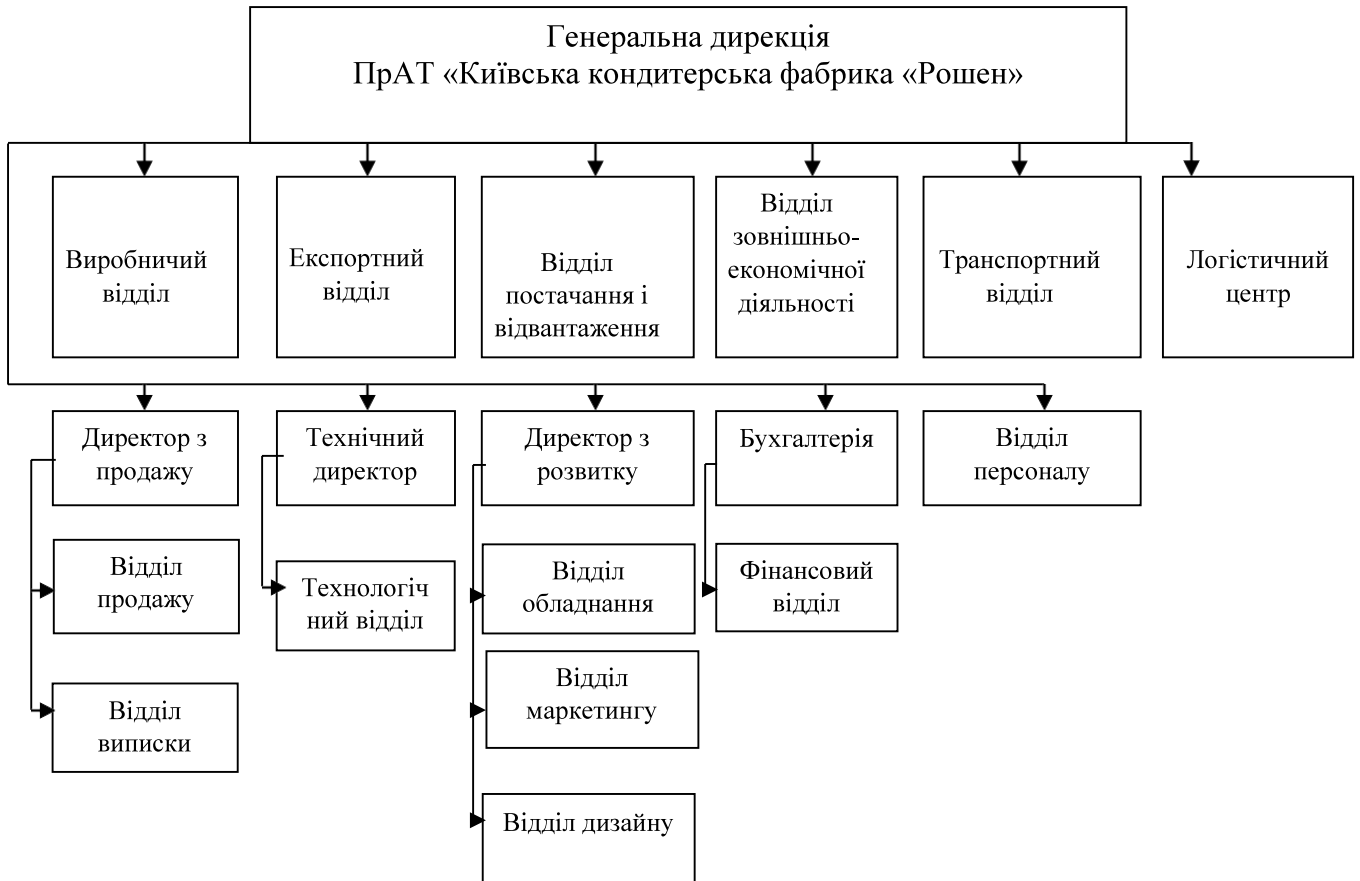 Генеральна дирекція
ПрАТ «Київська кондитерська фабрика «Рошен»
Виробничий
відділ
Експортний
відділ
Відділ
постачання і
відвантаження
Відділ
зовнішньо-
економічної
діяльності
Транспортний
відділ
Логістичний
центр
Директор з
продажу
Технічний
директор
Директор з
розвитку
Бухгалтерія
Відділ
персоналу
Відділ
продажу
Технологіч
ний відділ
Відділ
обладнання
Фінансовий
відділ
Відділ
виписки
Відділ
маркетингу
Відділ дизайну